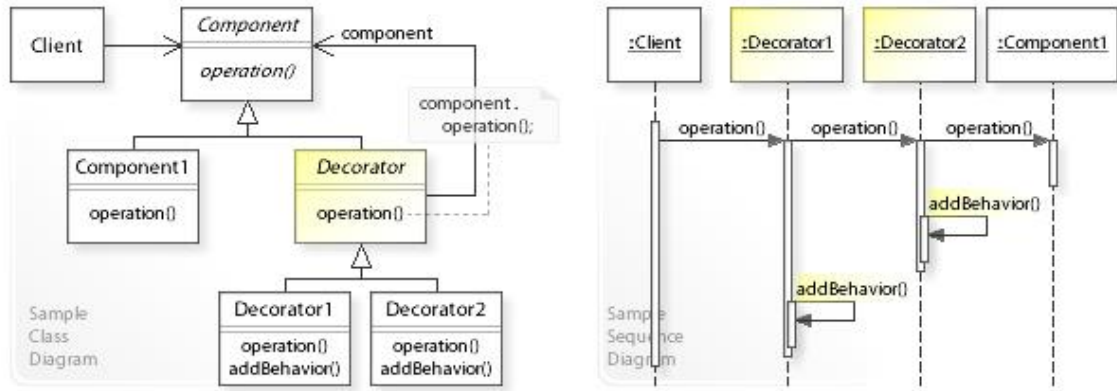 Client
Component
operation()
component
component.
operation();
Component1
operation()
Decorator
operation()
Decorator1
operation()
addBehavior()
Decorator2
operation()
addBehavior()
Sample
Class
Diagram
:Client
:Decorator1
:Decorator2
:Component1
operation()
operation()
operation()
addBehavior()
addBehavior()
Sample
Sequence
Diagram